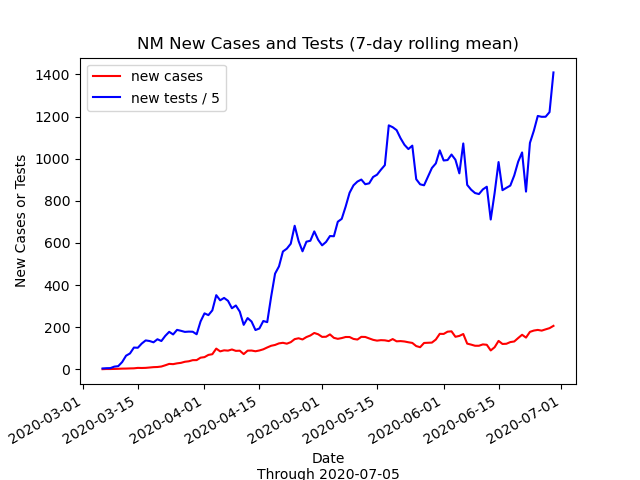 NM New Cases and Tests (7-day rolling mean)
new cases
new tests / 5
New Cases or Tests
1400
1200
1000
800
600
400
200
0
2020-03-01
2020-03-15
2020-04-01
2020-04-15
2020-05-01
2020-05-15
2020-06-01
2020-06-15
2020-07-01
Date
Through 2020-07-05